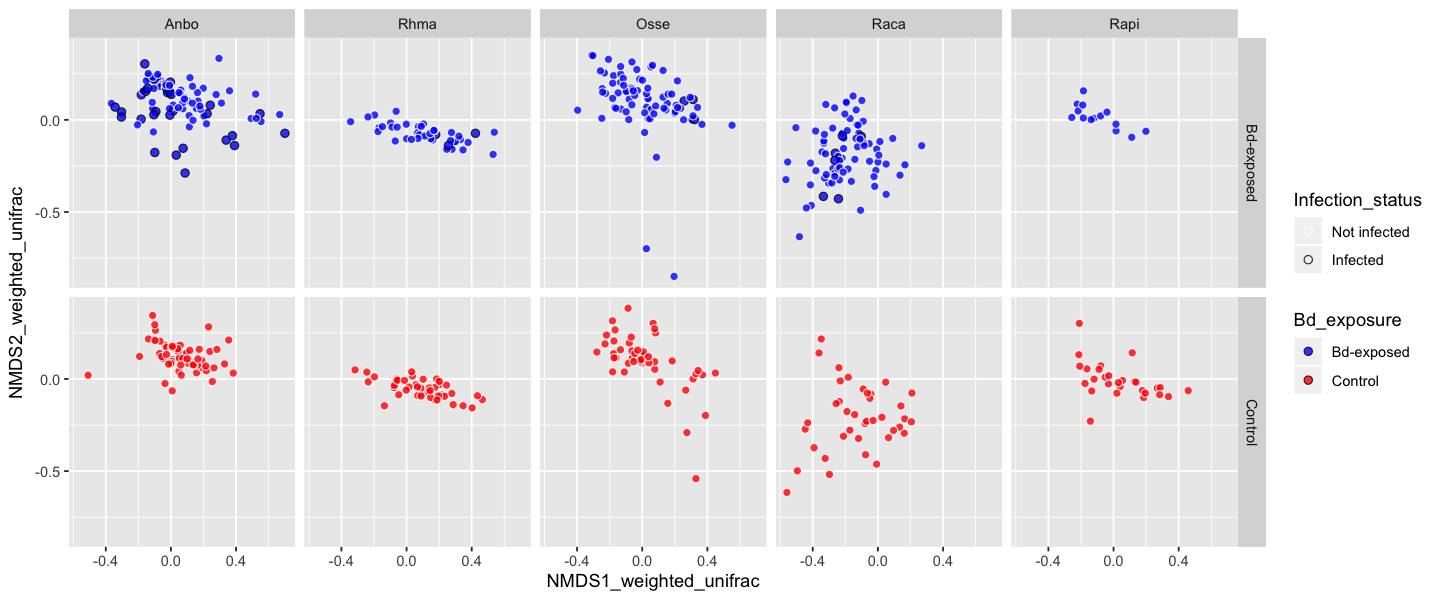 Anbo Rhma Osse Raca Rapi
0.0
-0.5
Bd-exposed
0.0
-0.5
Control
NMDS2_weighted_unifrac
-0.4 0.0 0.4 -0.4 0.0 0.4 -0.4 0.0 0.4 -0.4 0.0 0.4 -0.4 0.0 0.4
NMDS1_weighted_unifrac
Infection_status
Not infected
Infected
Bd_exposure
Bd-exposed
Control